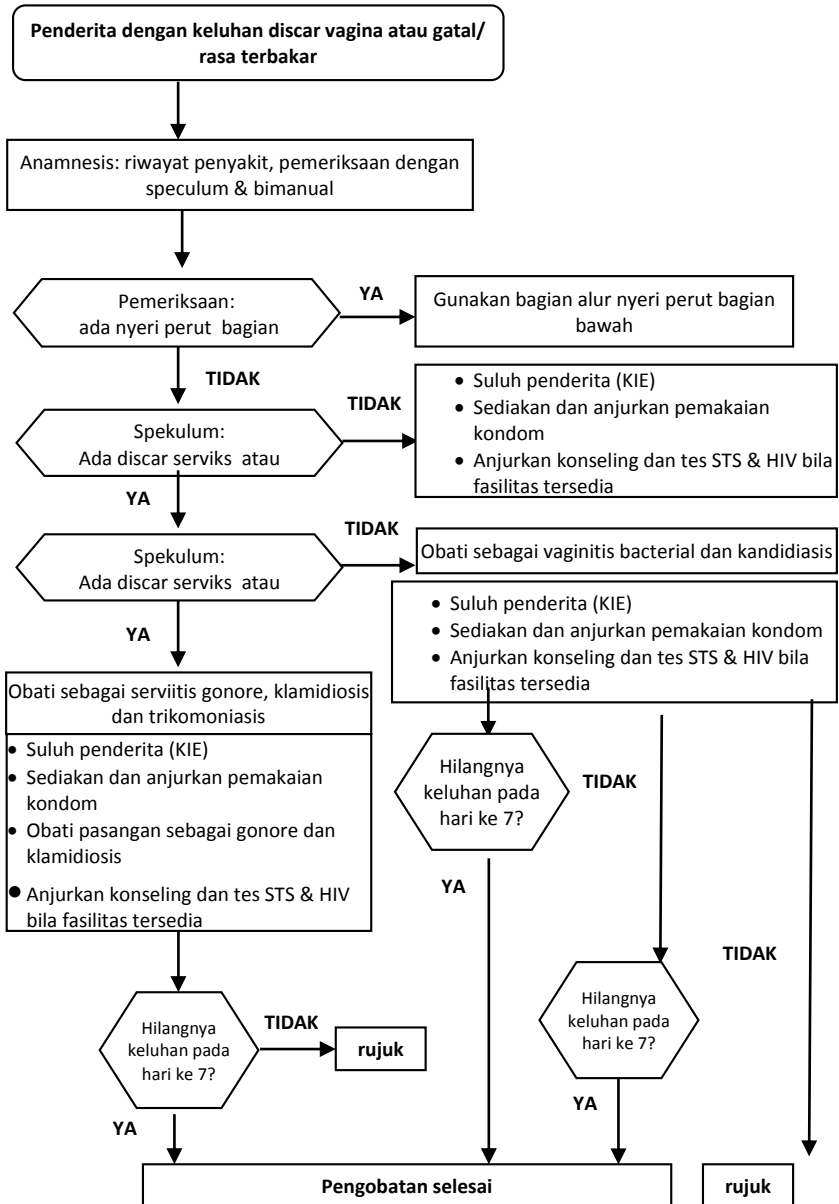 Penderita dengan keluhan discar vagina atau gatal/
rasa terbakar
Anamnesis: riwayat penyakit, pemeriksaan dengan
speculum & bimanual
Pemeriksaan:
ada nyeri perut bagian
YA
Gunakan bagian alur nyeri perut bagian
bawah
TIDAK
Spekulum:
Ada discar serviks atau
TIDAK
• Suluh penderita (KIE)
• Sediakan dan anjurkan pemakaian
kondom
• Anjurkan konseling dan tes STS & HIV bila
fasilitas tersedia
YA
Spekulum:
Ada discar serviks atau
TIDAK
Obati sebagai vaginitis bacterial dan kandidiasis
• Suluh penderita (KIE)
• Sediakan dan anjurkan pemakaian kondom
• Anjurkan konseling dan tes STS & HIV bila
fasilitas tersedia
YA
Obati sebagai serviitis gonore, klamidiosis
dan trikomoniasis
• Suluh penderita (KIE)
• Sediakan dan anjurkan pemakaian
kondom
• Obati pasangan sebagai gonore dan
klamidiosis
• Anjurkan konseling dan tes STS & HIV
bila fasilitas tersedia
Hilangnya
keluhan pada
hari ke 7?
TIDAK
YA
Hilangnya
keluhan pada
hari ke 7?
TIDAK
YA
Hilangnya
keluhan pada
hari ke 7?
TIDAK
rujuk
YA
Pengobatan selesai
rujuk